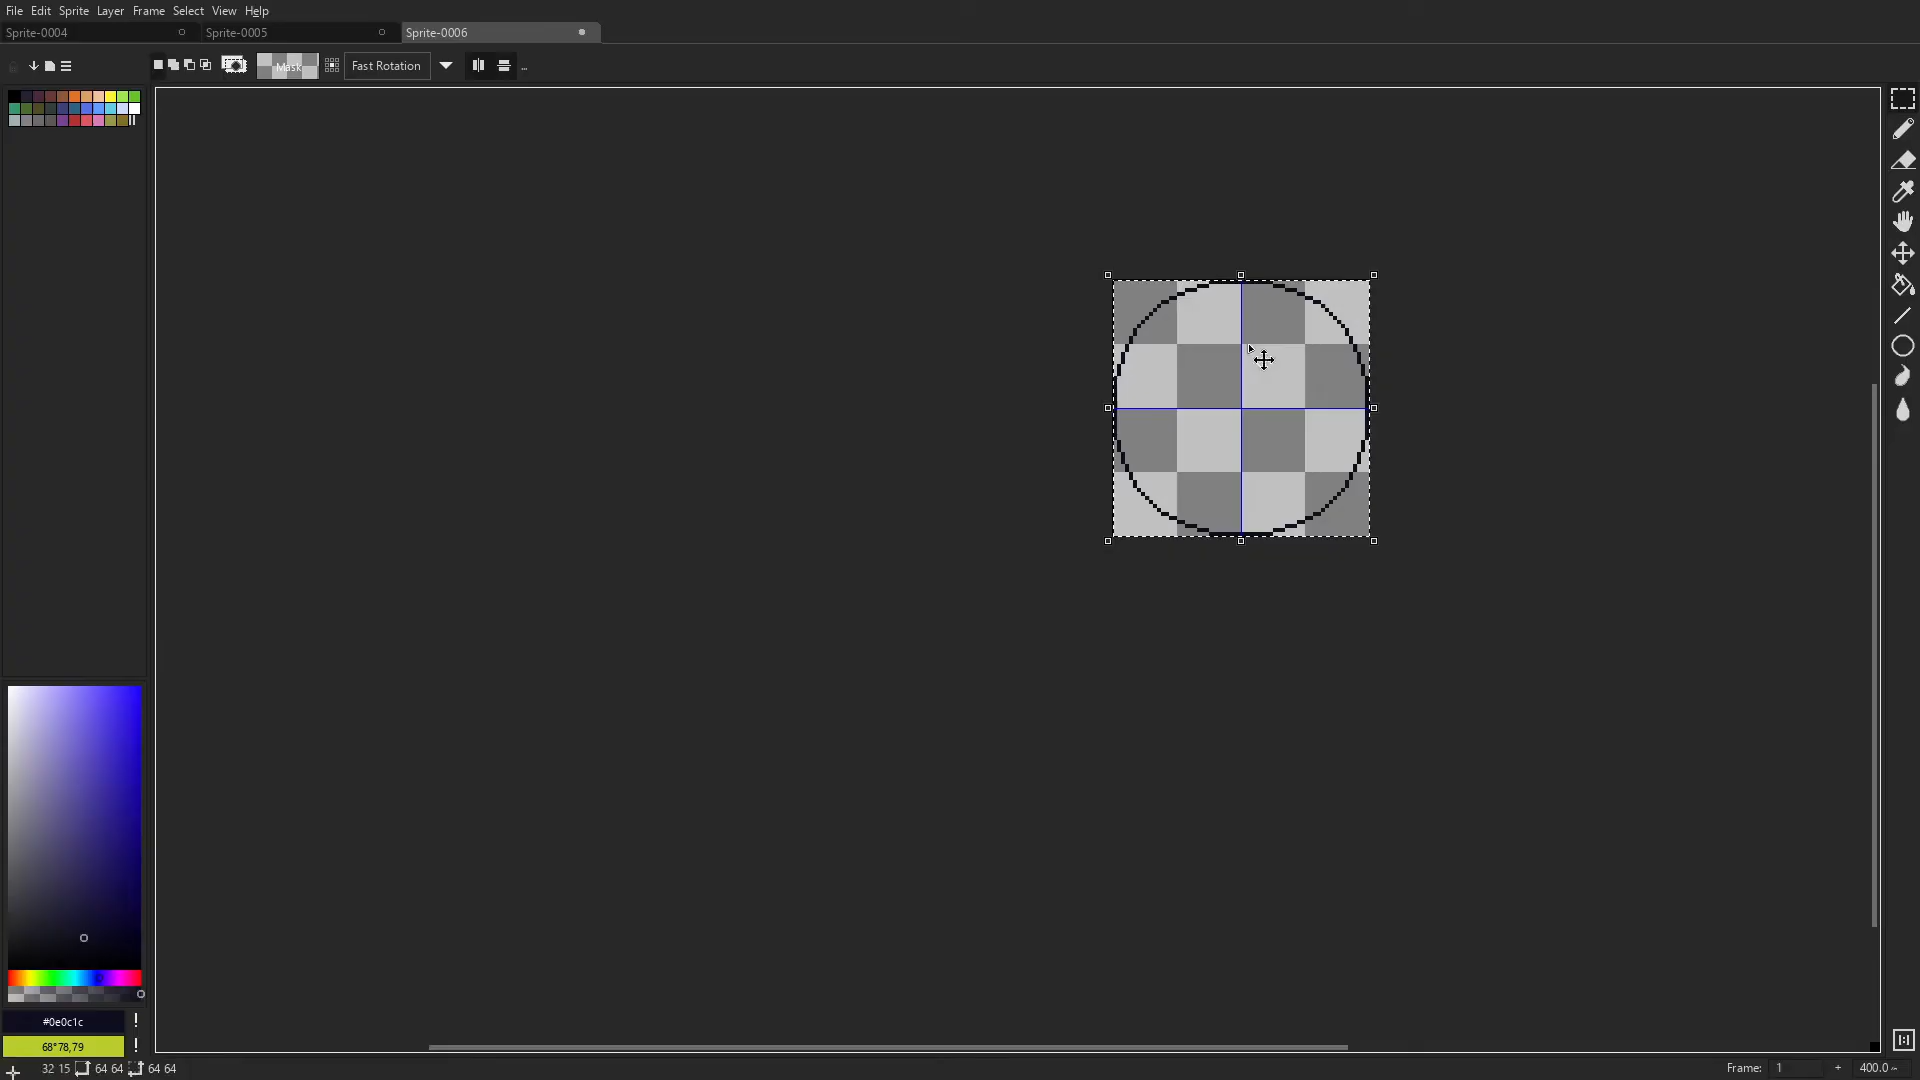 File Edit Sprite Layer Frame Select View Help
Sprite-0004 Sprite-0005 Sprite-0006
Mask Fast Rotation ...
#0e0c1c !
68°78,79 !
32 15 64 64 64 64 Frame: 1 + 400.0